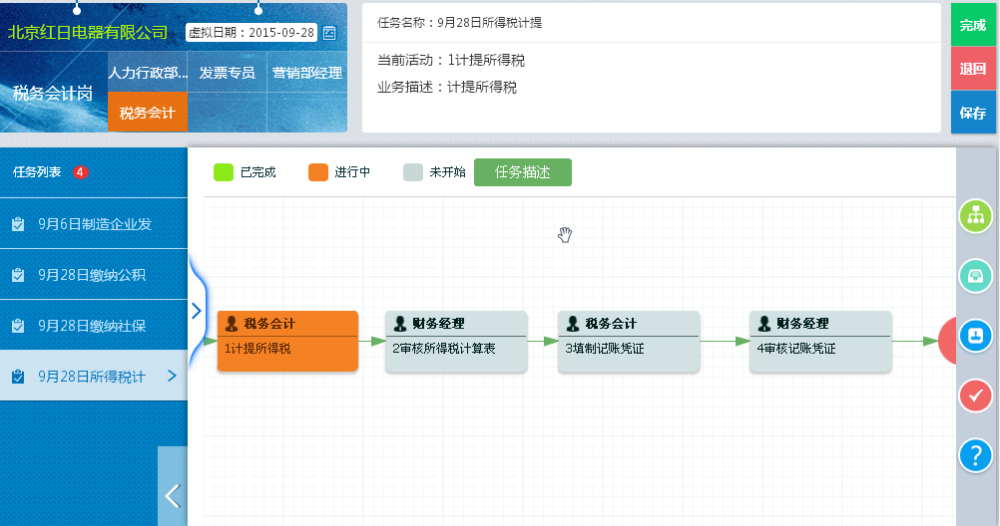 北京红日电器有限公司
虚拟日期：2015-09-28
税务会计岗
人力行政部...
发票专员
营销部经理
税务会计
任务名称：9月28日所得税计提
当前活动：1计提所得税
业务描述：计提所得税
完成
退回
保存
任务列表 4
9月6日制造企业发
9月28日缴纳公积
9月28日缴纳社保
9月28日所得税计
已完成
进行中
未开始
任务描述
税务会计
1计提所得税
财务经理
2审核所得税计算表
税务会计
3填制记账凭证
财务经理
4审核记账凭证
?